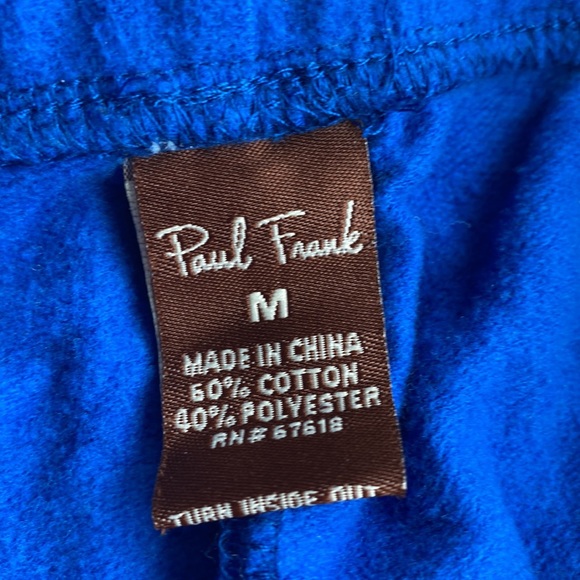 Paul Frank
M
MADE IN CHINA
60% COTTON
40% POLYESTER
RN# 67618
TURN INSIDE OUT